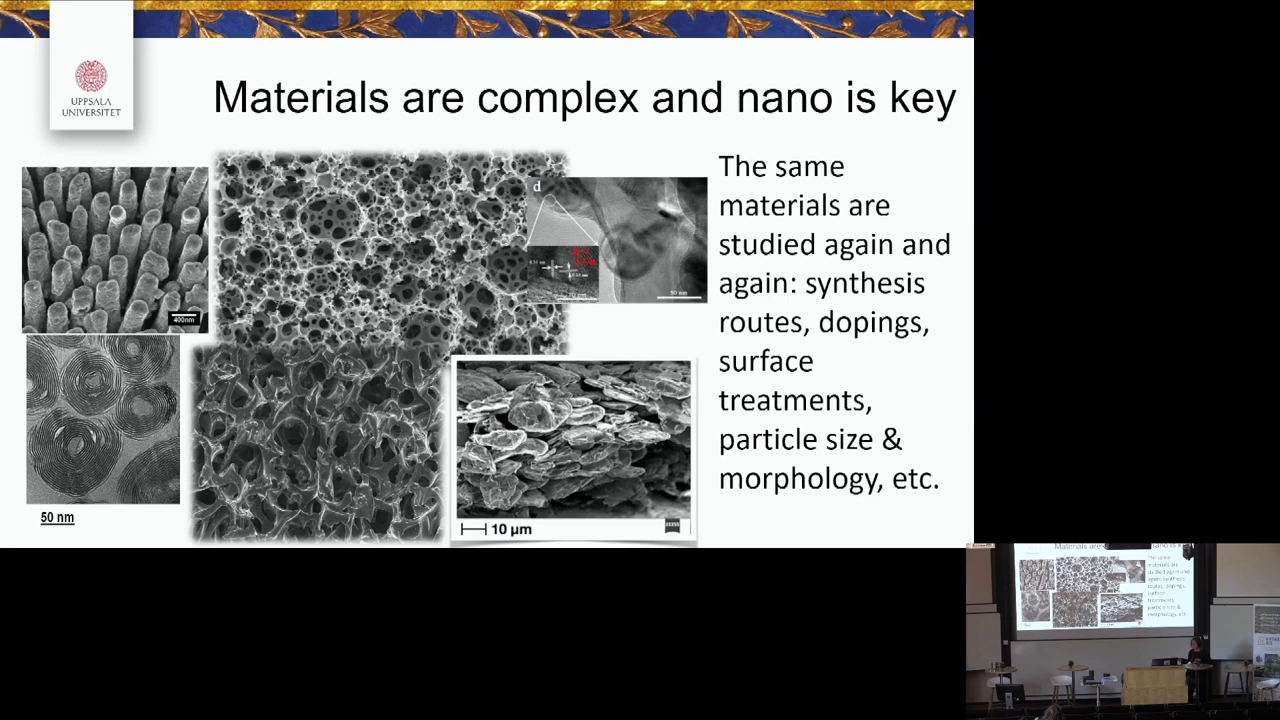 UPPSALA
UNIVERSITET
Materials are complex and nano is key
The same
materials are
studied again and
again: synthesis
routes, dopings,
surface
treatments,
particle size &
morphology, etc.
400nm
d
50 nm
50 nm
10 µm
ZEISS